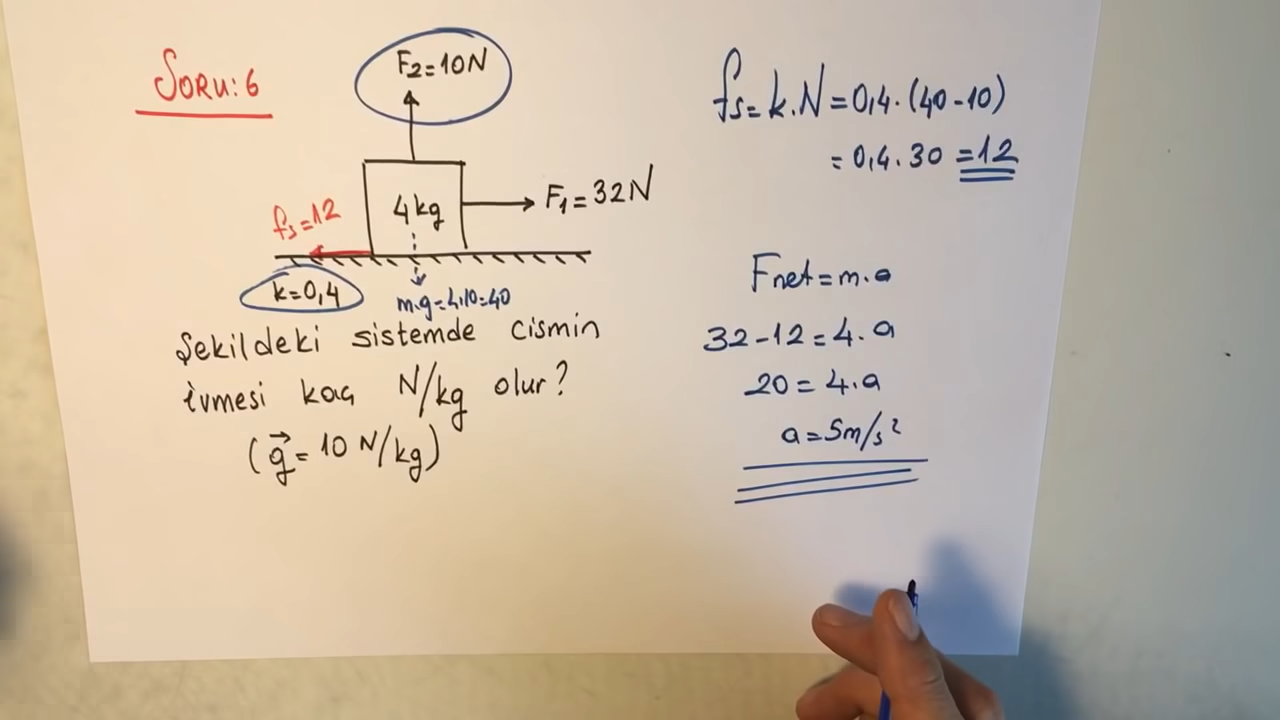 SORU:6
F2=10N
4kg
F1=32N
fs=12
k=0,4
m.g=4.10=40
Şekildeki sistemde cismin
ivmesi kaç N/kg olur?
(g⃗=10 N/kg)
fs=k.N=0,4.(40-10)
=0,4.30=12
Fnet=m.a
32-12=4.a
20=4.a
a=5m/s²